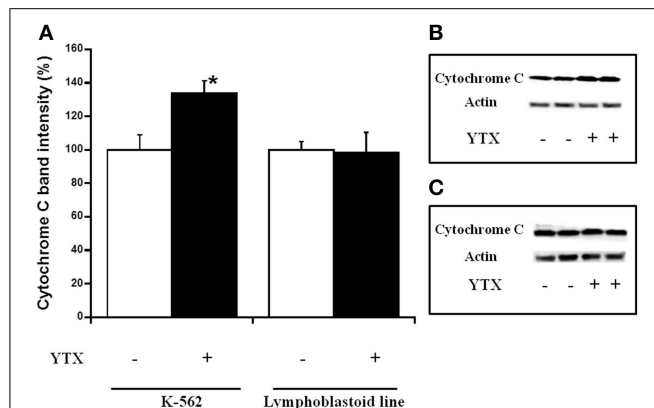 A
Cytochrome C band intensity (%)
160
140
120
100
80
60
40
20
0
*
YTX - + - +
K-562 Lymphoblastoid line
B
Cytochrome C
Actin
YTX - - + +
C
Cytochrome C
Actin
YTX - - + +